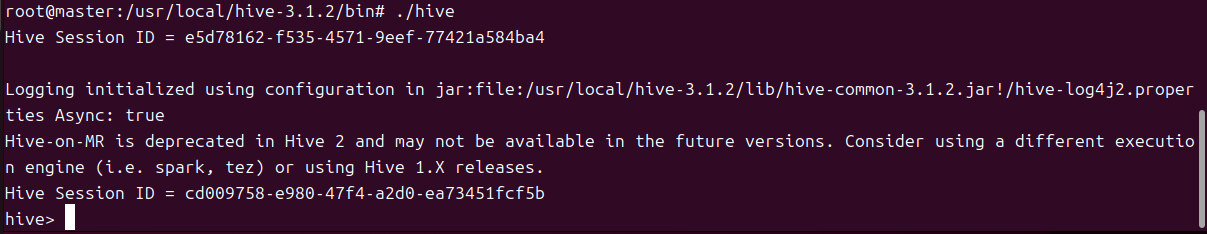 root@master:/usr/local/hive-3.1.2/bin# ./hive
Hive Session ID = e5d78162-f535-4571-9eef-77421a584ba4
Logging initialized using configuration in jar:file:/usr/local/hive-3.1.2/lib/hive-common-3.1.2.jar!/hive-log4j2.proper
ties Async: true
Hive-on-MR is deprecated in Hive 2 and may not be available in the future versions. Consider using a different executio
n engine (i.e. spark, tez) or using Hive 1.X releases.
Hive Session ID = cd009758-e980-47f4-a2d0-ea73451fcf5b
hive>